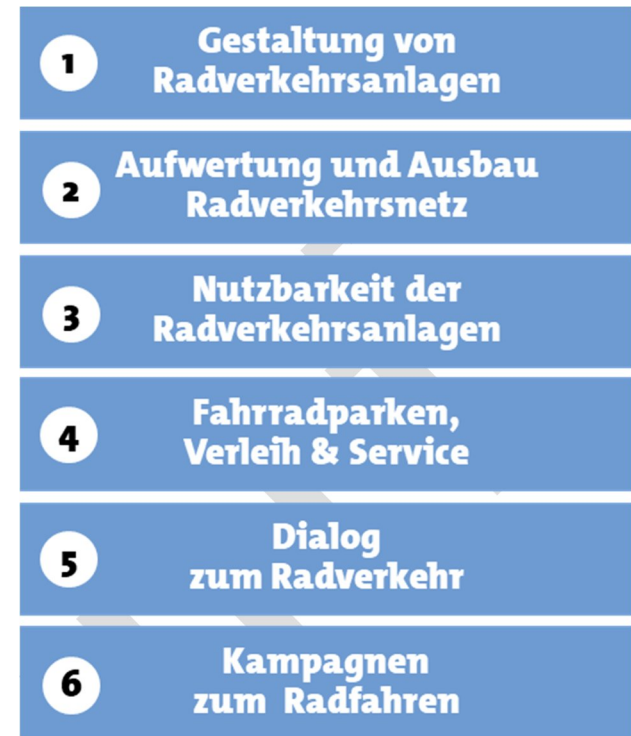 1
Gestaltung von
Radverkehrsanlagen
2
Aufwertung und Ausbau
Radverkehrsnetz
3
Nutzbarkeit der
Radverkehrsanlagen
4
Fahrradparken,
Verleih & Service
5
Dialog
zum Radverkehr
6
Kampagnen
zum Radfahren